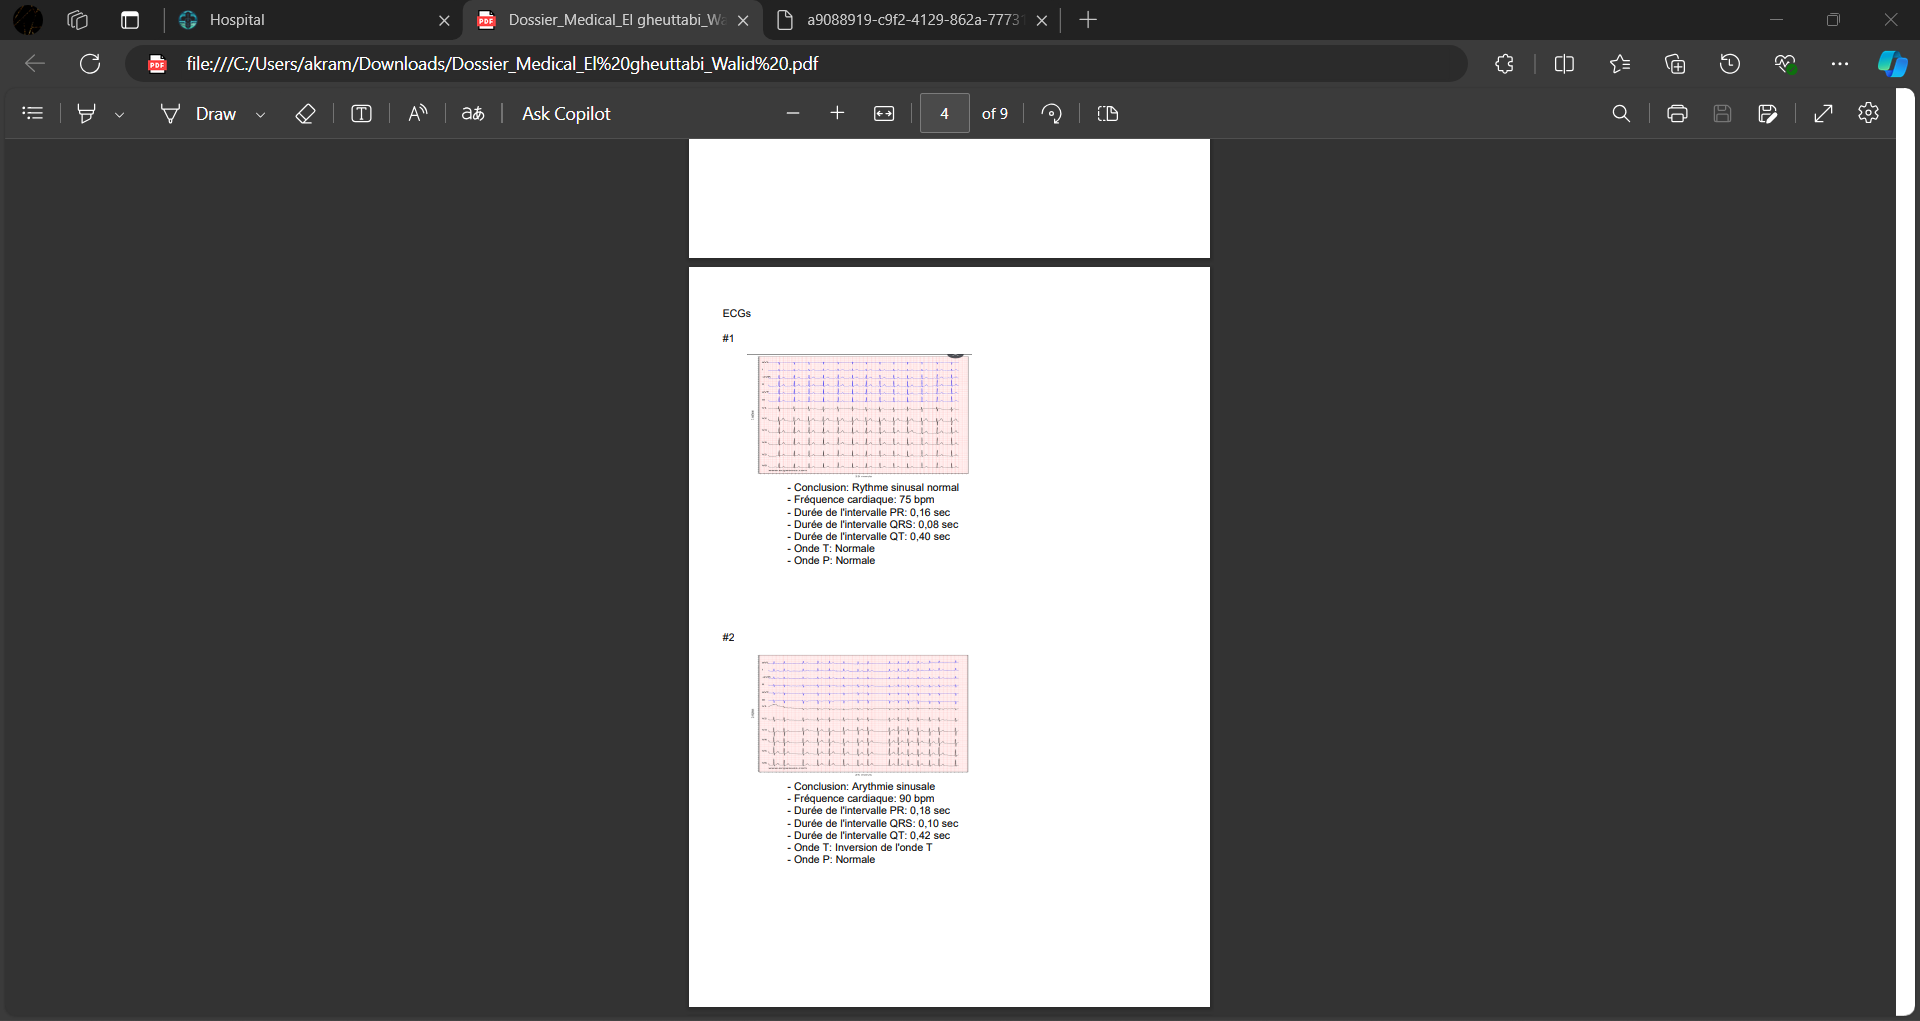 Hospital
Dossier_Medical_El gheuttabi_Wa
a9088919-c9f2-4129-862a-7773
file:///C:/Users/akram/Downloads/Dossier_Medical_El%20gheuttabi_Walid%20.pdf
Draw
Ask Copilot
4 of 9
ECGs
#1
- Conclusion: Rythme sinusal normal
- Fréquence cardiaque: 75 bpm
- Durée de l'intervalle PR: 0,16 sec
- Durée de l'intervalle QRS: 0,08 sec
- Durée de l'intervalle QT: 0,40 sec
- Onde T: Normale
- Onde P: Normale
#2
- Conclusion: Arythmie sinusale
- Fréquence cardiaque: 90 bpm
- Durée de l'intervalle PR: 0,18 sec
- Durée de l'intervalle QRS: 0,10 sec
- Durée de l'intervalle QT: 0,42 sec
- Onde T: Inversion de l'onde T
- Onde P: Normale